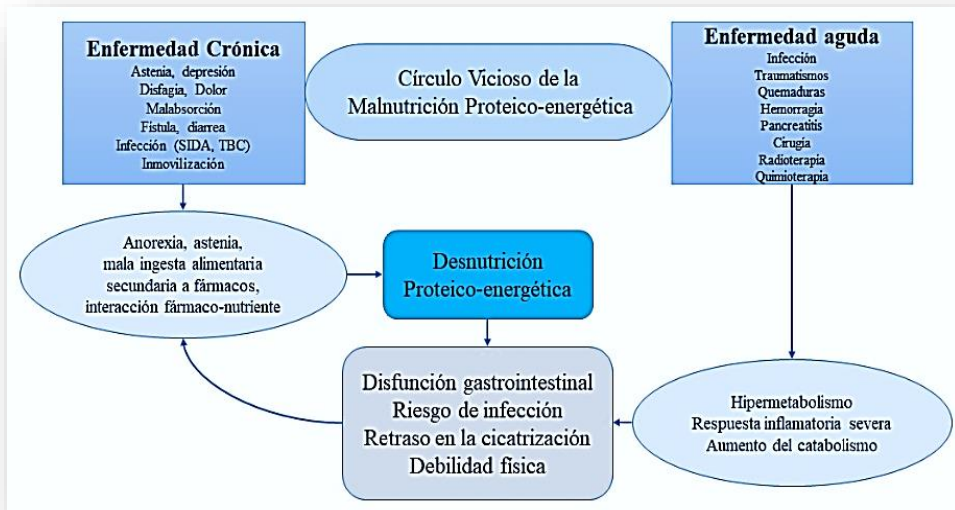 Enfermedad Crónica
Astenia, depresión
Disfagia, Dolor
Malabsorción
Fístula, diarrea
Infección (SIDA, TBC)
Inmovilización
Círculo Vicioso de la
Malnutrición Proteico-energética
Enfermedad aguda
Infección
Traumatismos
Quemaduras
Hemorragia
Pancreatitis
Cirugía
Radioterapia
Quimioterapia
Anorexia, astenia,
mala ingesta alimentaria
secundaria a fármacos,
interacción fármaco-nutriente
Desnutrición
Proteico-energética
Disfunción gastrointestinal
Riesgo de infección
Retraso en la cicatrización
Debilidad física
Hipermetabolismo
Respuesta inflamatoria severa
Aumento del catabolismo